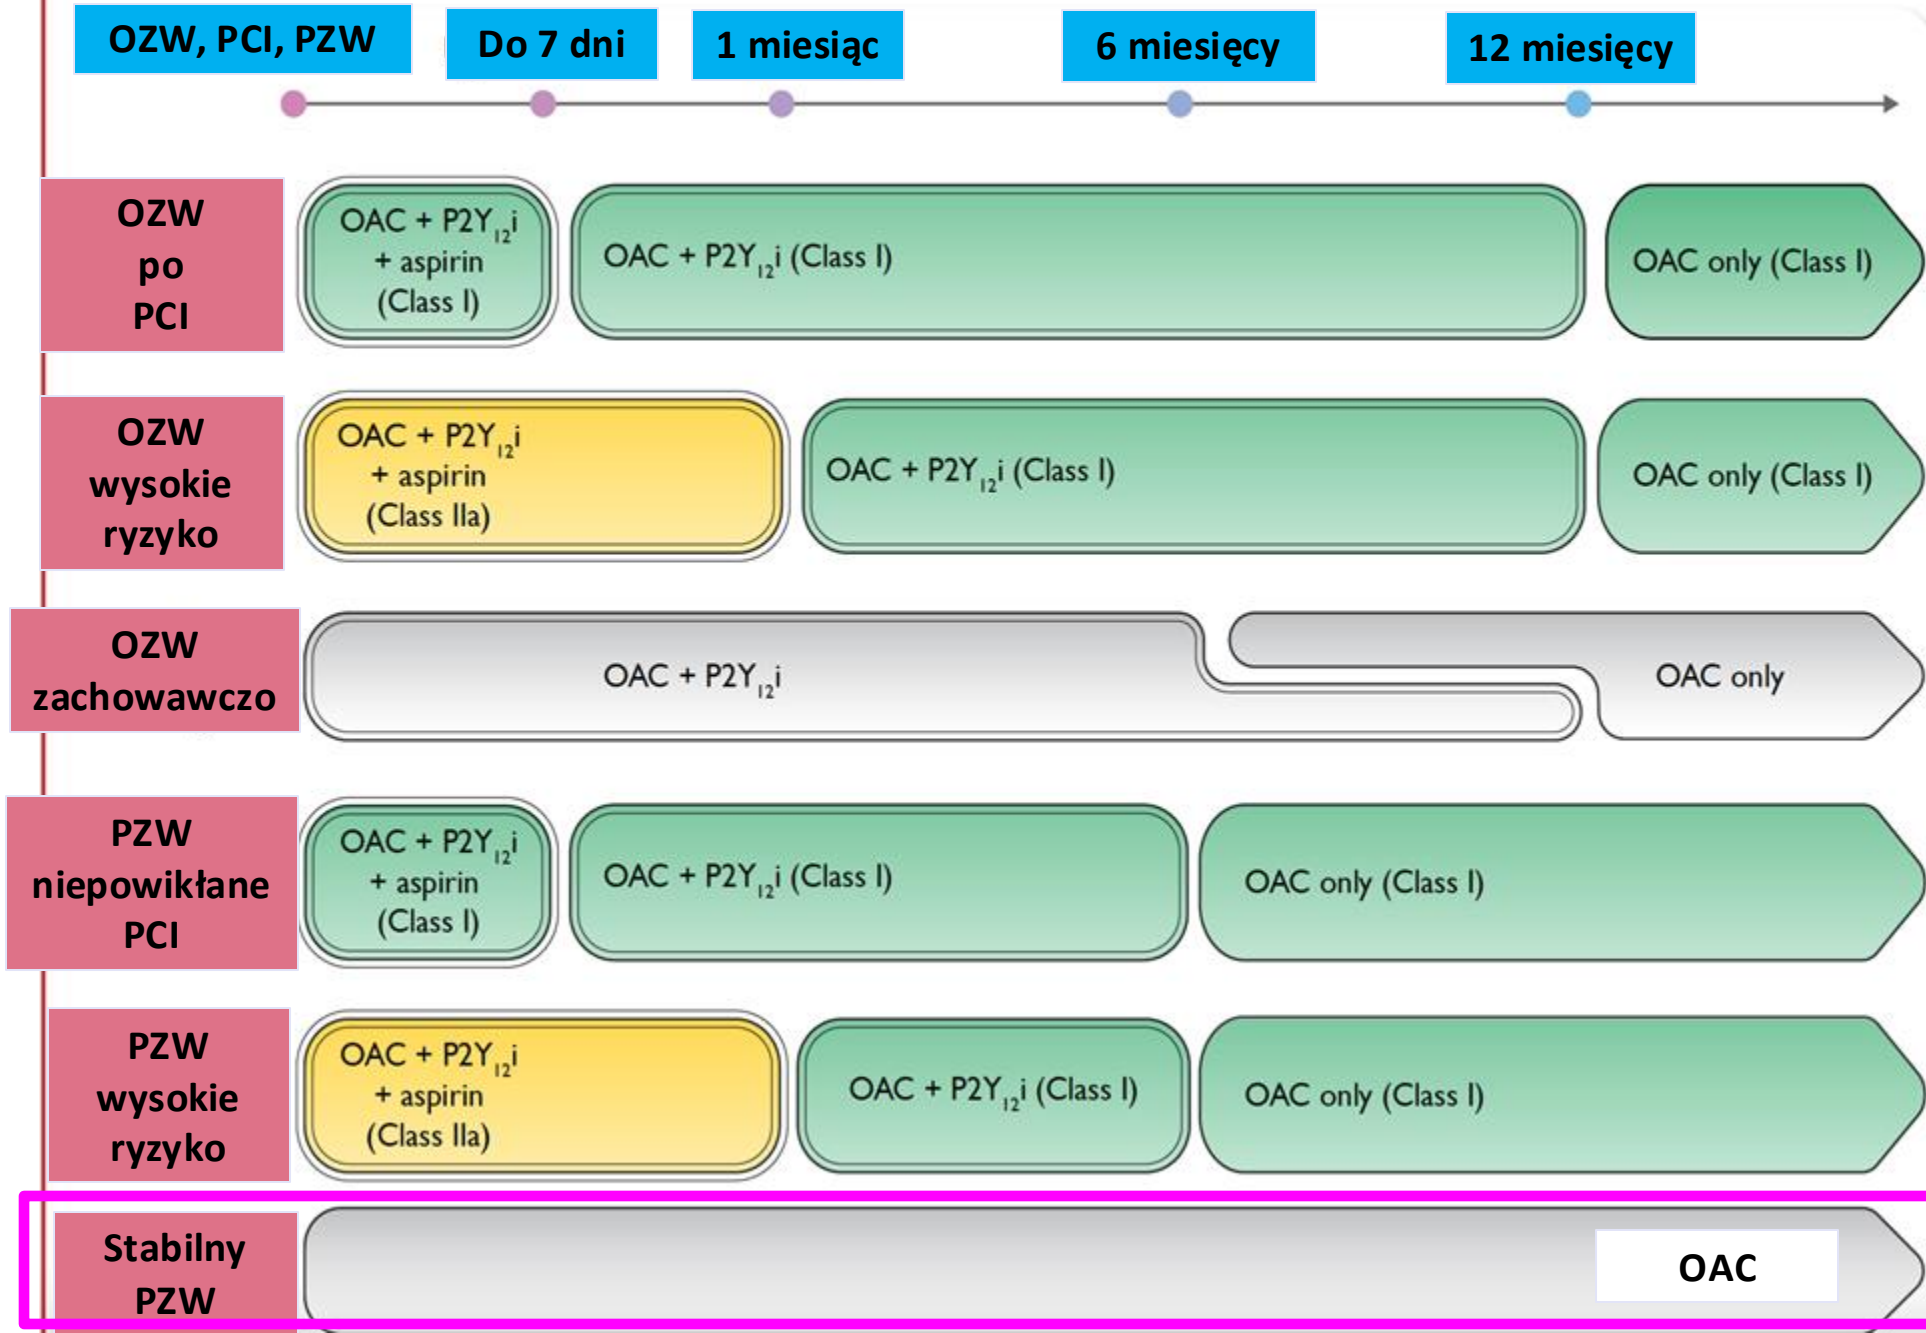 OZW, PCI, PZW
Do 7 dni
1 miesiąc
6 miesięcy
12 miesięcy
OZW
po
PCI
OAC + P2Y₁₂i
+ aspirin
(Class I)
OAC + P2Y₁₂i (Class I)
OAC only (Class I)
OZW
wysokie
ryzyko
OAC + P2Y₁₂i
+ aspirin
(Class IIa)
OAC + P2Y₁₂i (Class I)
OAC only (Class I)
OZW
zachowawczo
OAC + P2Y₁₂i
OAC only
PZW
niepowikłane
PCI
OAC + P2Y₁₂i
+ aspirin
(Class I)
OAC + P2Y₁₂i (Class I)
OAC only (Class I)
PZW
wysokie
ryzyko
OAC + P2Y₁₂i
+ aspirin
(Class IIa)
OAC + P2Y₁₂i (Class I)
OAC only (Class I)
Stabilny
PZW
OAC